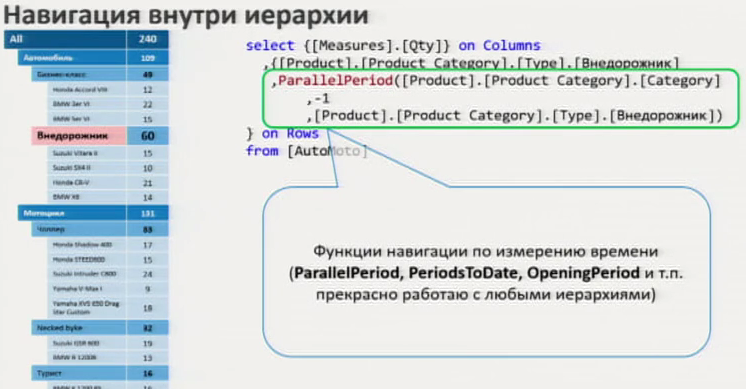 Навигация внутри иерархии
All 240
Автомобиль 109
Бизнес-класс 49
Honda Accord VIII 12
BMW 3er VI 22
BMW 5er VI 15
Внедорожник 60
Suzuki Vitara II 15
Suzuki SX4 II 10
Honda CR-V 21
BMW X6 14
Мотоцикл 131
Чоппер 83
Honda Shadow 400 17
Honda STEED800 15
Suzuki Intruder C800 24
Yamaha V-Max I 9
Yamaha XVS 650 Drag
Star Custom 18
Necked byke 32
Suzuki GSR 600 19
BMW R 1200R 13
Турист 16
select {[Measures].[Qty]} on Columns
,{[Product].[Product Category].[Type].[Внедорожник]
,ParallelPeriod([Product].[Product Category].[Category]
,-1
,[Product].[Product Category].[Type].[Внедорожник])
} on Rows
from [AutoMoto]
Функции навигации по измерению времени
(ParallelPeriod, PeriodsToDate, OpeningPeriod и т.п.
прекрасно работаю с любыми иерархиями)